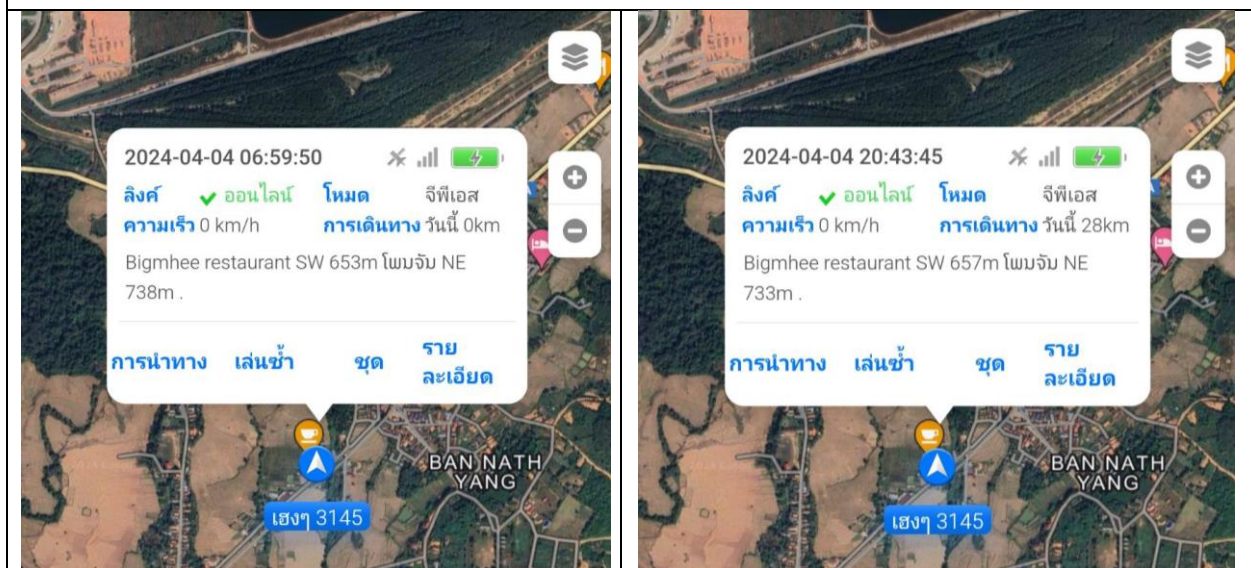 2024-04-04 06:59:50
ลิงค์ ออนไลน์ โหมด จีพีเอส
ความเร็ว 0 km/h การเดินทาง วันนี้ 0km
Bigmhee restaurant SW 653m โพนจัน NE
738m .
การนำทาง เล่นซ้ำ ชุด ราย
ละเอียด
BAN NATH
YANG
เฮงๆ 3145
2024-04-04 20:43:45
ลิงค์ ออนไลน์ โหมด จีพีเอส
ความเร็ว 0 km/h การเดินทาง วันนี้ 28km
Bigmhee restaurant SW 657m โพนจัน NE
733m .
การนำทาง เล่นซ้ำ ชุด ราย
ละเอียด
BAN NATH
YANG
เฮงๆ 3145